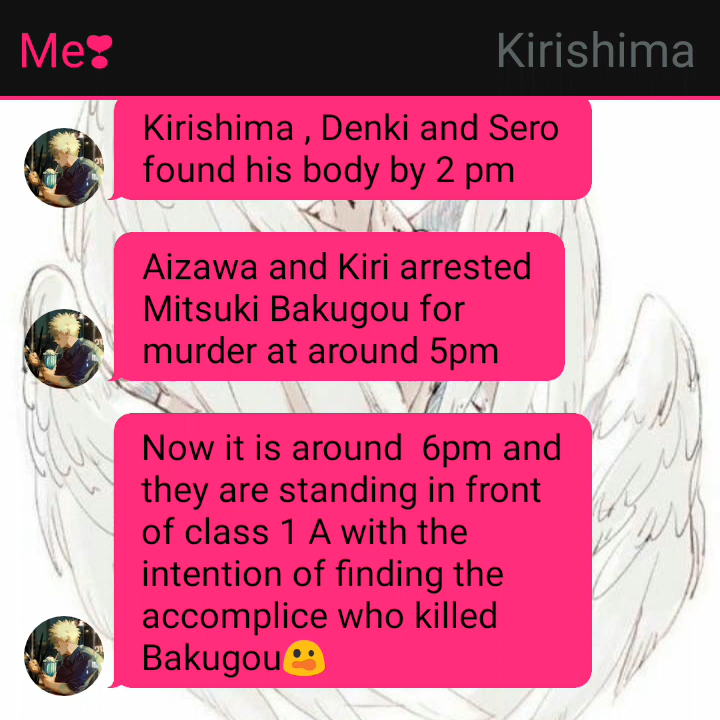 Me❣
Kirishima
Kirishima , Denki and Sero
found his body by 2 pm
Aizawa and Kiri arrested
Mitsuki Bakugou for
murder at around 5pm
Now it is around  6pm and
they are standing in front
of class 1 A with the
intention of finding the
accomplice who killed
Bakugou😲